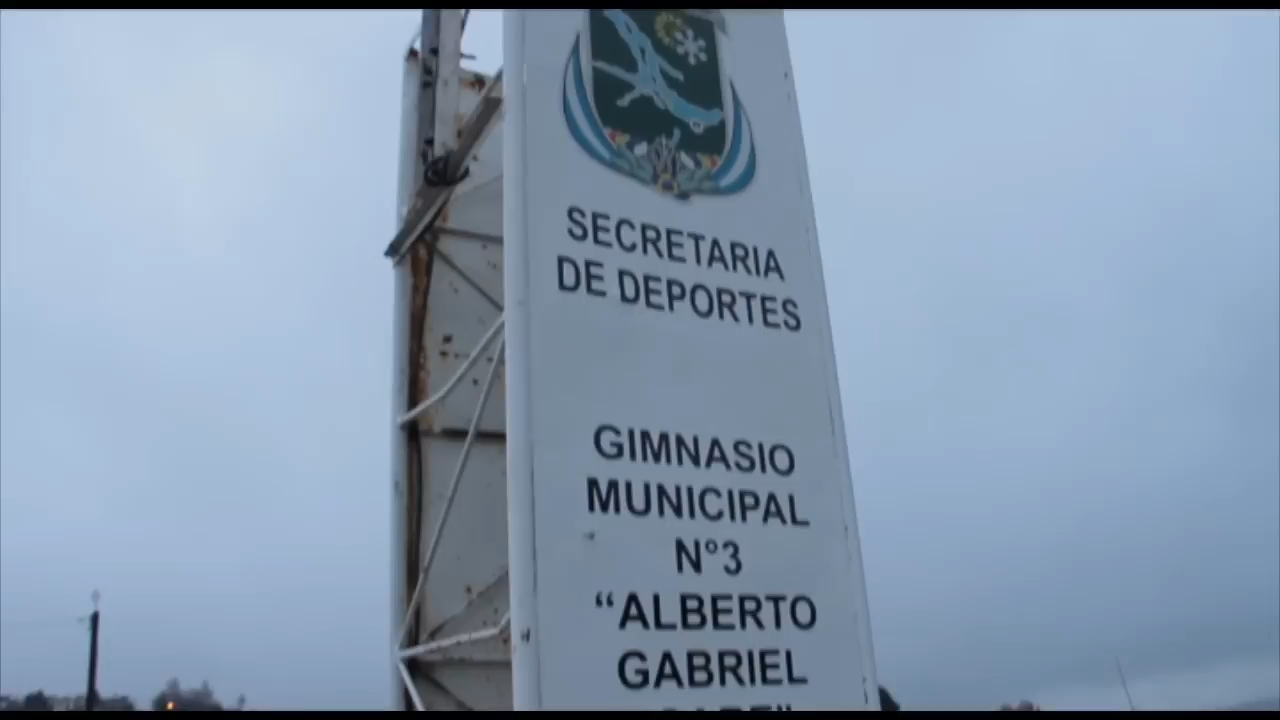 SECRETARIA
DE DEPORTES
GIMNASIO
MUNICIPAL
N°3
“ALBERTO
GABRIEL